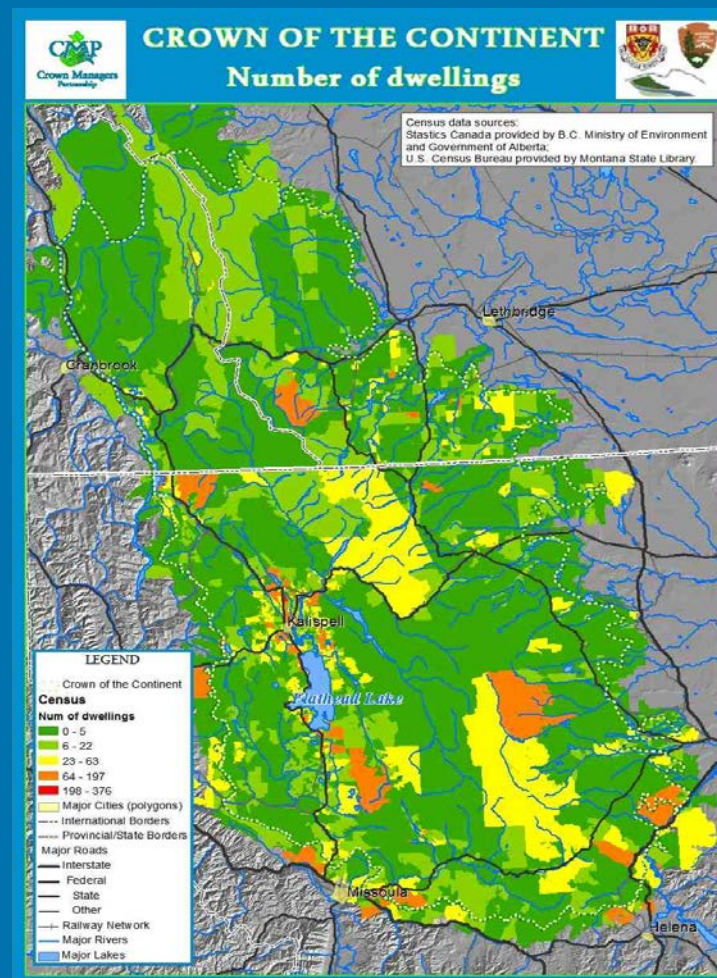 CMP
Crown Managers
Partnership
CROWN OF THE CONTINENT
Number of dwellings
Census data sources:
Stastics Canada provided by B.C. Ministry of Environment
and Government of Alberta;
U.S. Census Bureau provided by Montana State Library.
Lethbridge
Cranbrook
Kalispell
Flathead Lake
Missoula
Helena
LEGEND
Crown of the Continent
Census
Num of dwellings
0 - 5
6 - 22
23 - 63
64 - 197
198 - 376
Major Cities (polygons)
International Borders
Provincial/State Borders
Major Roads
Interstate
Federal
State
Other
Railway Network
Major Rivers
Major Lakes